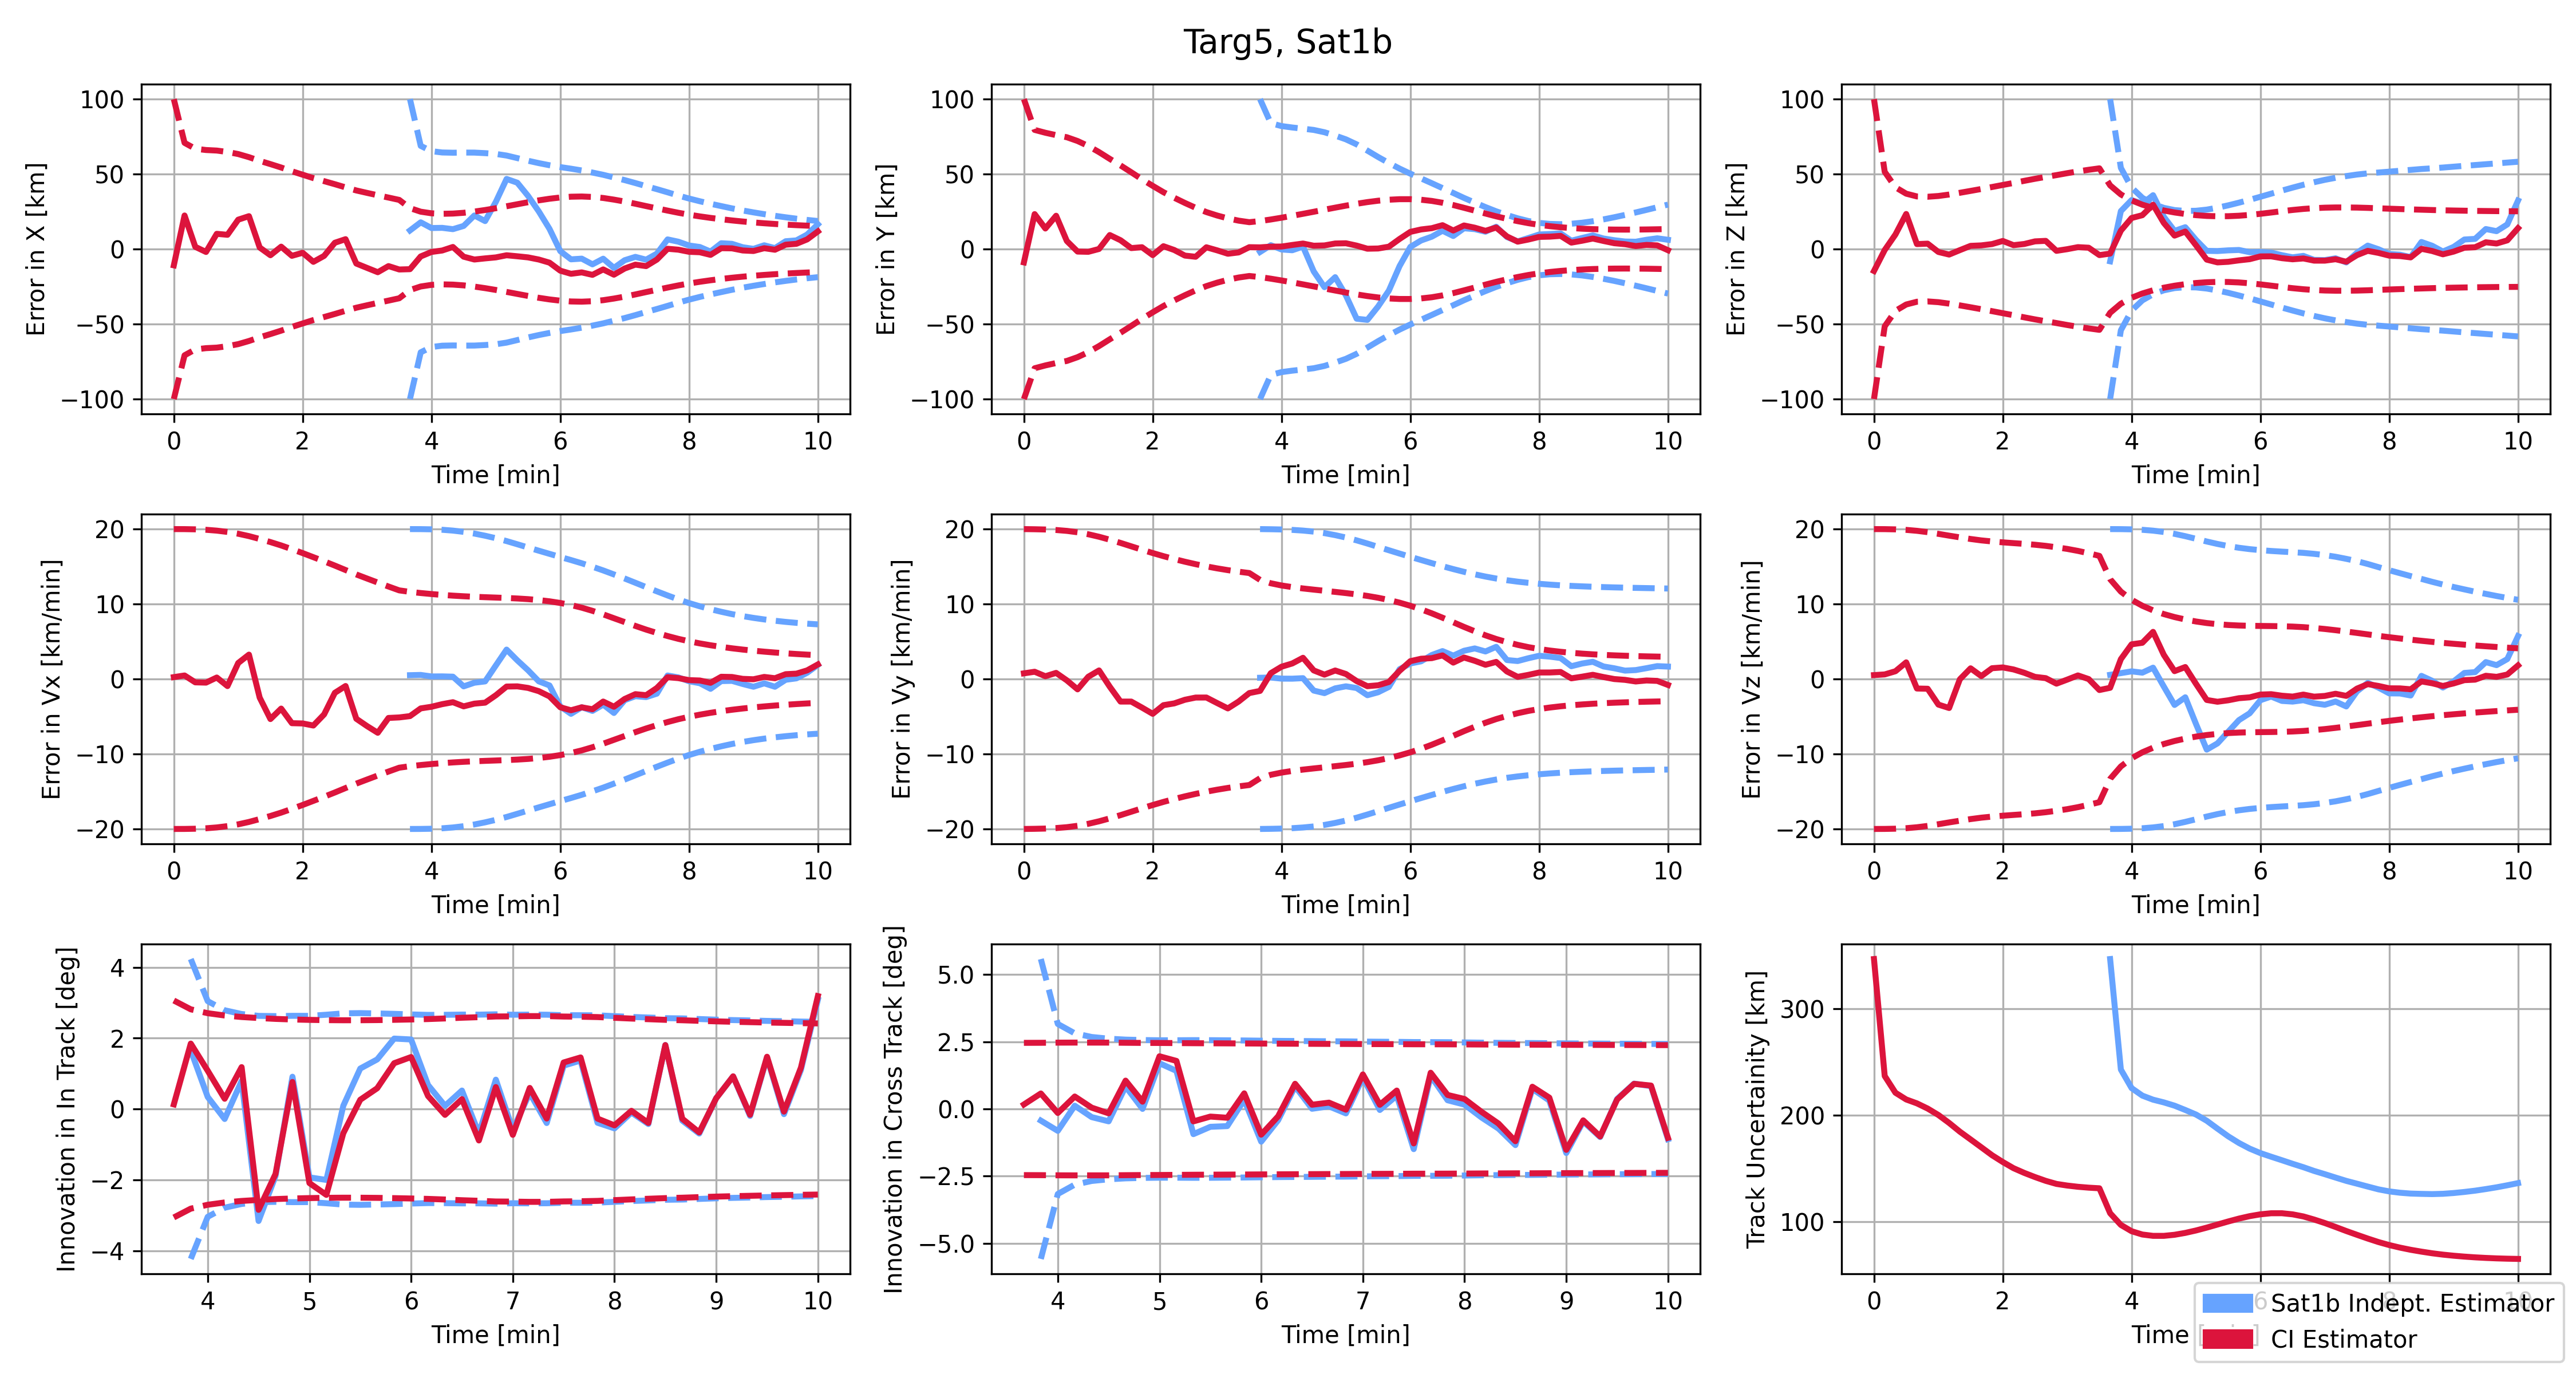 Targ5, Sat1b
Error in X [km]
100
50
0
−50
−100
0 2 4 6 8 10
Time [min]
Error in Y [km]
100
50
0
−50
−100
0 2 4 6 8 10
Time [min]
Error in Z [km]
100
50
0
−50
−100
0 2 4 6 8 10
Time [min]
Error in Vx [km/min]
20
10
0
−10
−20
0 2 4 6 8 10
Time [min]
Error in Vy [km/min]
20
10
0
−10
−20
0 2 4 6 8 10
Time [min]
Error in Vz [km/min]
20
10
0
−10
−20
0 2 4 6 8 10
Time [min]
Innovation in In Track [deg]
4
2
0
−2
−4
4 5 6 7 8 9 10
Time [min]
Innovation in Cross Track [deg]
5.0
2.5
0.0
−2.5
−5.0
4 5 6 7 8 9 10
Time [min]
Track Uncertainity [km]
300
200
100
0 2 4 6 10
Time
Sat1b Indept. Estimator
CI Estimator